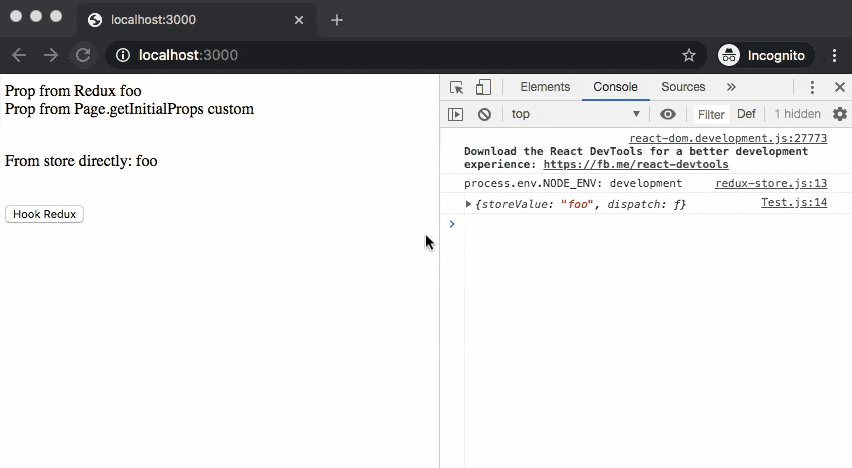 localhost:3000
localhost:3000
Incognito
Prop from Redux foo
Prop from Page.getInitialProps custom
From store directly: foo
Hook Redux
Elements Console Sources
top Filter Def 1 hidden
react-dom.development.js:27773
Download the React DevTools for a better development
experience: https://fb.me/react-devtools
process.env.NODE_ENV: development redux-store.js:13
{storeValue: "foo", dispatch: ƒ} Test.js:14